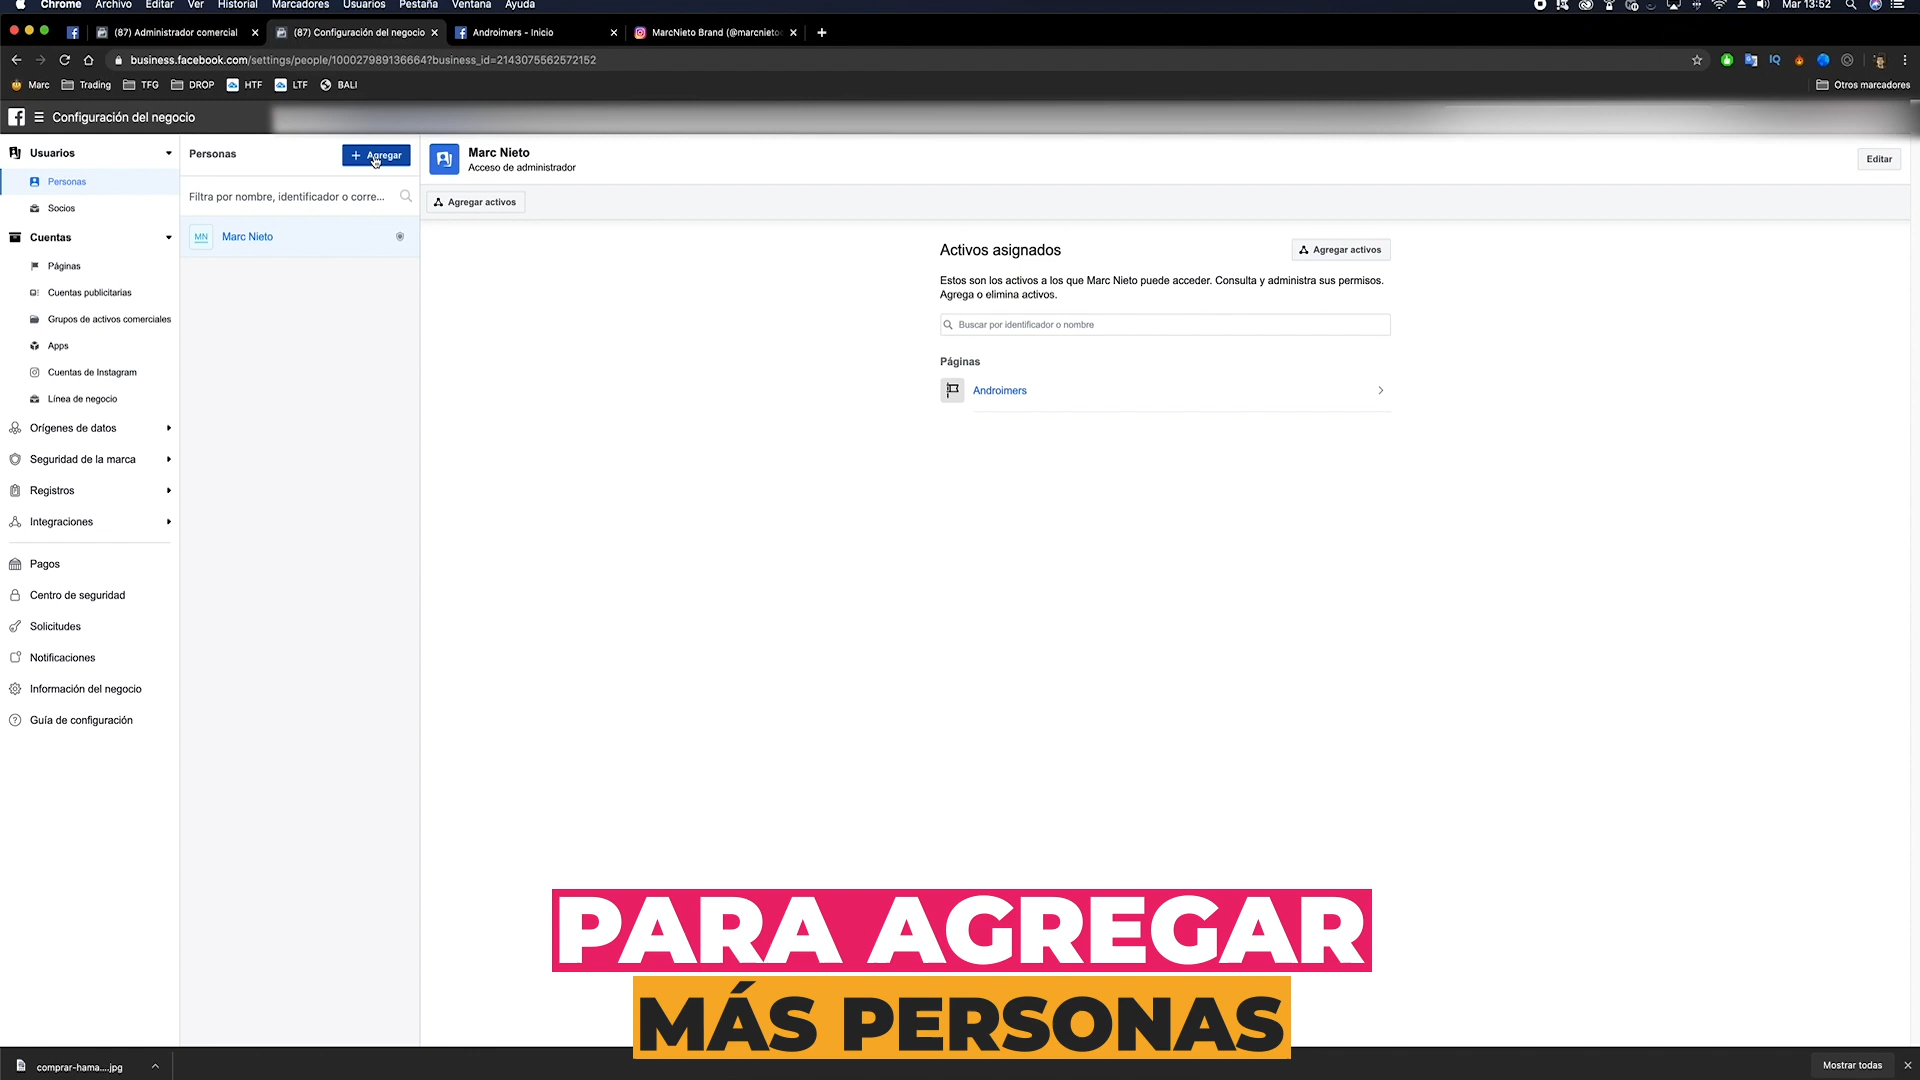 Chrome Archivo Editar Ver Historial Marcadores Usuarios Pestaña Ventana Ayuda
Mar 13:52
(87) Administrador comercial
(87) Configuración del negocio
Androimers - Inicio
MarcNieto Brand (@marcnieto
business.facebook.com/settings/people/100027989136664?business_id=2143075562572152
Marc Trading TFG DROP HTF LTF BALI
Otros marcadores
Configuración del negocio
Usuarios
Personas
Socios
Cuentas
Páginas
Cuentas publicitarias
Grupos de activos comerciales
Apps
Cuentas de Instagram
Línea de negocio
Orígenes de datos
Seguridad de la marca
Registros
Integraciones
Pagos
Centro de seguridad
Solicitudes
Notificaciones
Información del negocio
Guía de configuración
Personas
+ Agregar
Filtra por nombre, identificador o corre...
MN Marc Nieto
Marc Nieto
Acceso de administrador
Editar
Agregar activos
Activos asignados
Agregar activos
Estos son los activos a los que Marc Nieto puede acceder. Consulta y administra sus permisos.
Agrega o elimina activos.
Buscar por identificador o nombre
Páginas
Androimers
PARA AGREGAR
MÁS PERSONAS
comprar-hama....jpg
Mostrar todas